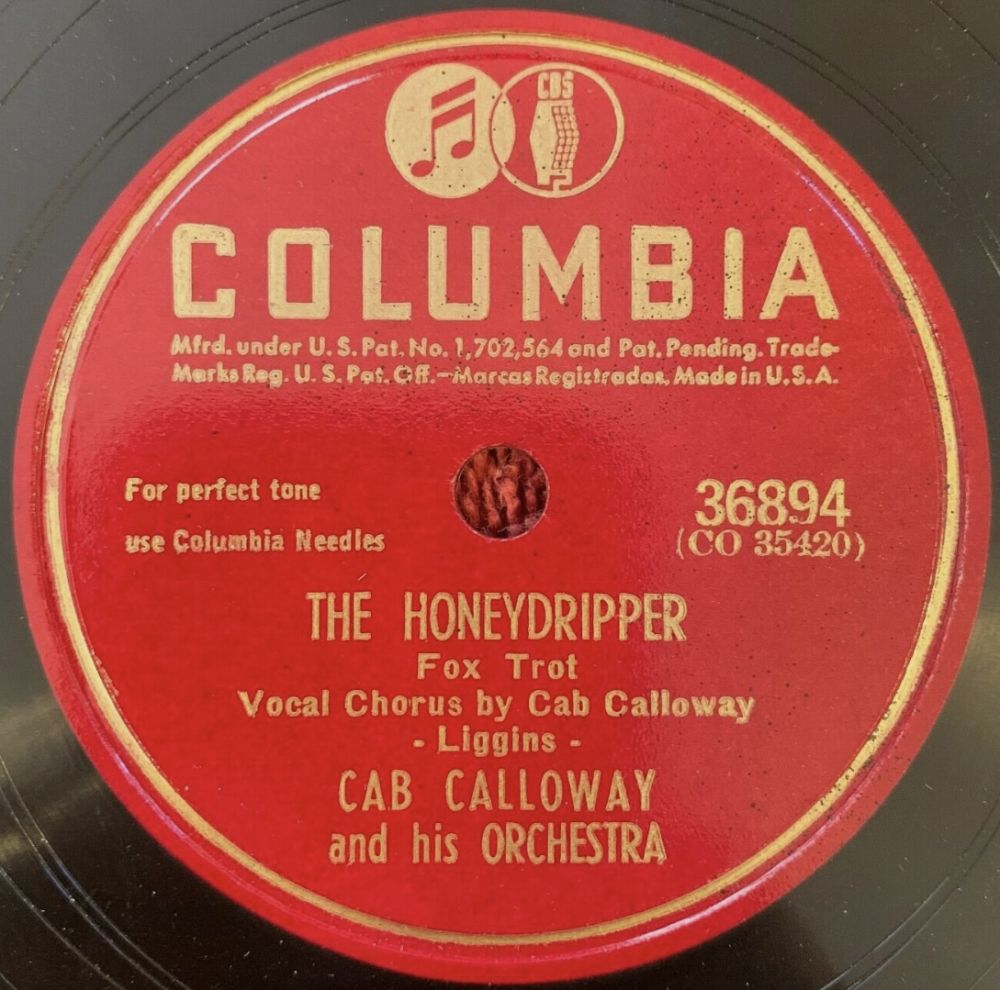 CBS
COLUMBIA
Mfrd. under U. S. Pat. No. 1,702,564 and Pat. Pending. Trade-
Marks Reg. U. S. Pat. Off.—Marcas Registradas. Made in U. S. A.
For perfect tone
use Columbia Needles
36894
(CO 35420)
THE HONEYDRIPPER
Fox Trot
Vocal Chorus by Cab Calloway
- Liggins -
CAB CALLOWAY
and his ORCHESTRA